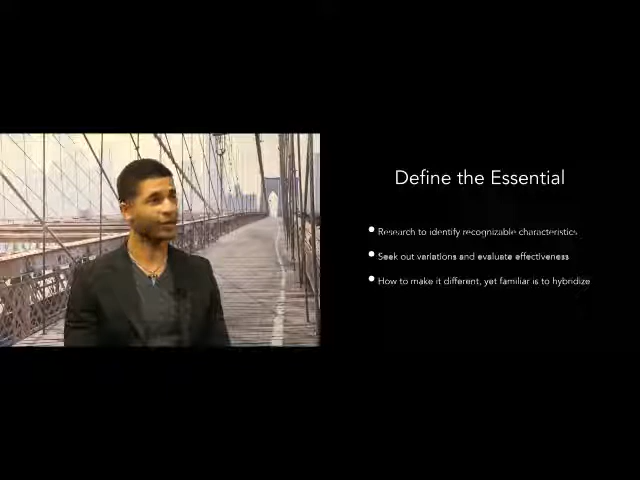 Define the Essential
Research to identify recognizable characteristics
Seek out variations and evaluate effectiveness
How to make it different, yet familiar is to hybridize